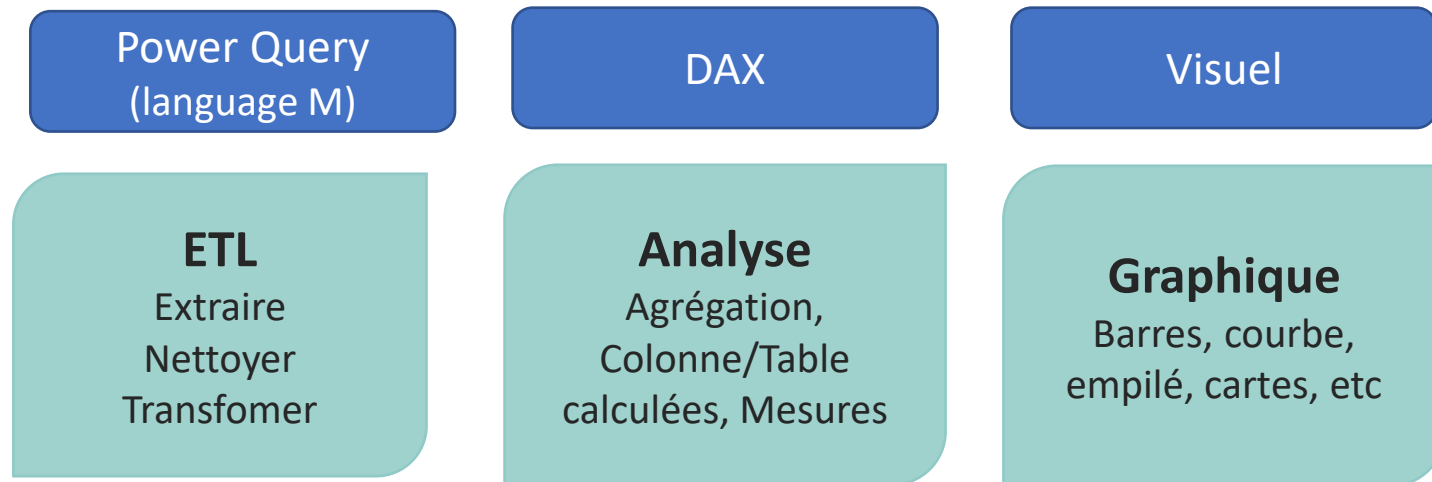 Power Query
(language M)
DAX
Visuel
ETL
Extraire
Nettoyer
Transfomer
Analyse
Agrégation,
Colonne/Table
calculées, Mesures
Graphique
Barres, courbe,
empilé, cartes, etc